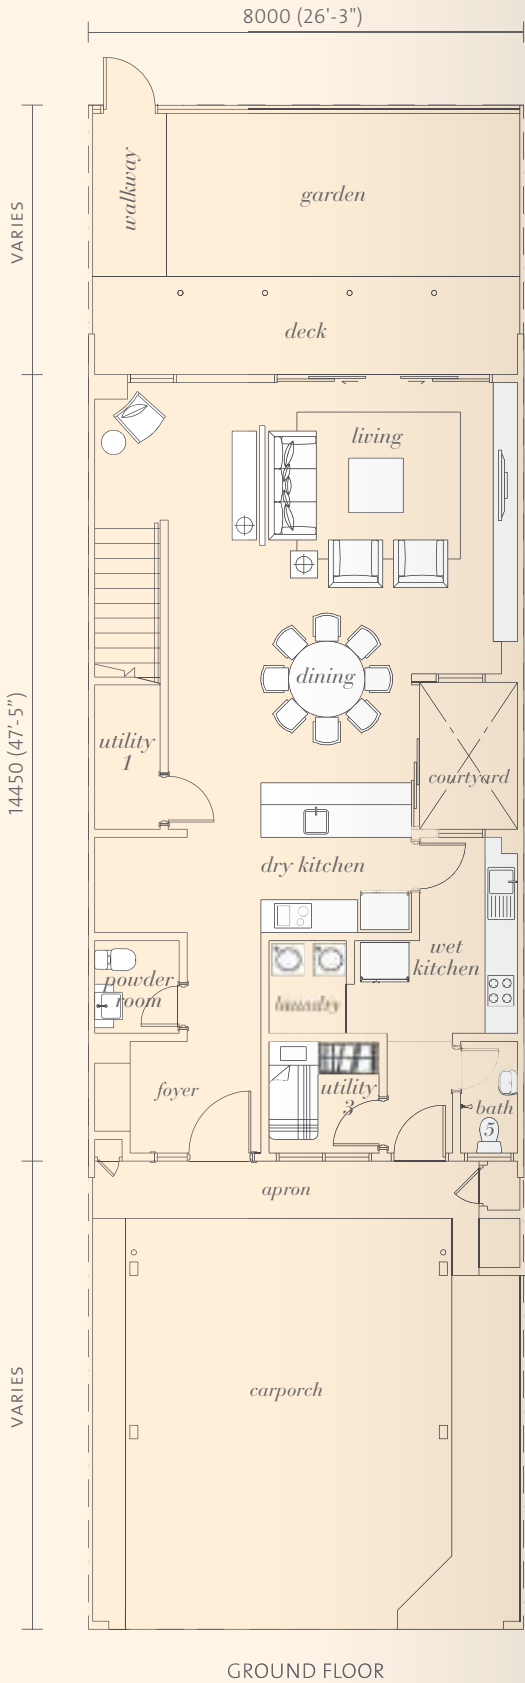 8000 (26'-3")
walkway
garden
VARIES
deck
living
dining
14450 (47'-5")
utility
1
courtyard
dry kitchen
wet
kitchen
powder
room
laundry
foyer
utility
3
bath
5
apron
carporch
VARIES
GROUND FLOOR